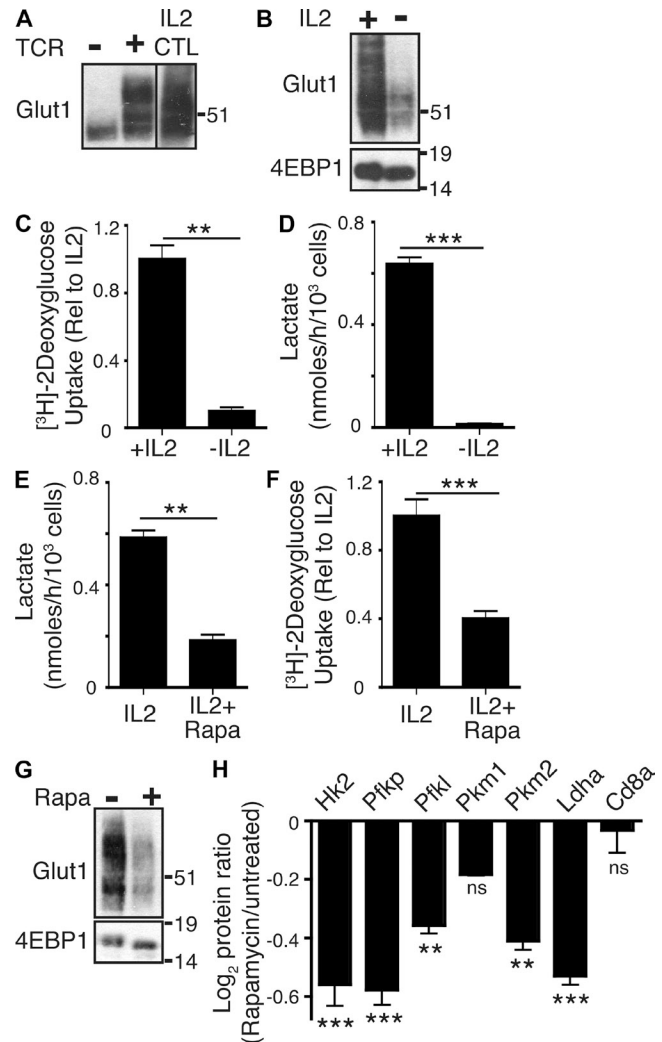 A
IL2
TCR - + CTL
Glut1
51
B
IL2 + -
Glut1
51
4EBP1
19
14
C
[³H]-2Deoxyglucose
Uptake (Rel to IL2)
1.2
0.8
0.4
0
**
+IL2 -IL2
D
Lactate
(nmoles/h/10³ cells)
0.8
0.4
0
***
+IL2 -IL2
E
Lactate
(nmoles/h/10³ cells)
0.8
0.4
0
**
IL2 IL2+
Rapa
F
[³H]-2Deoxyglucose
Uptake (Rel to IL2)
1.2
0.8
0.4
0
***
IL2 IL2+
Rapa
G
Rapa - +
Glut1
51
4EBP1
19
14
H
Hk2 Pfkp Pfkl Pkm1 Pkm2 Ldha Cd8a
Log₂ protein ratio
(Rapamycin/untreated)
0
-0.2
-0.4
-0.6
*** *** ** ns ** *** ns